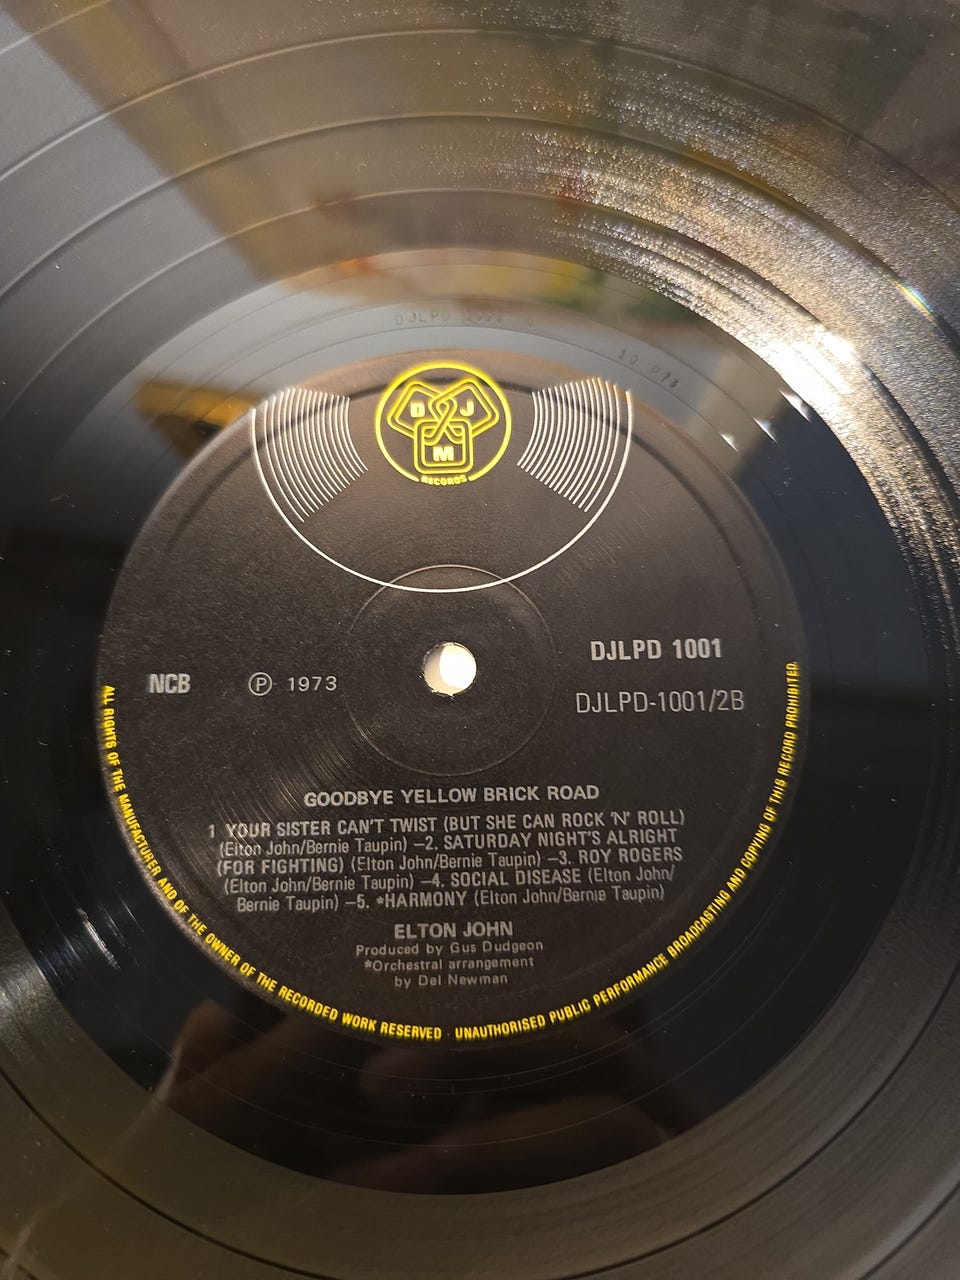 DJLPD 1001
10 D76
D J
M
RECORDS
DJLPD 1001
NCB
Ⓟ 1973
DJLPD-1001/2B
GOODBYE YELLOW BRICK ROAD
1 YOUR SISTER CAN'T TWIST (BUT SHE CAN ROCK 'N' ROLL)
(Elton John/Bernie Taupin) –2. SATURDAY NIGHT'S ALRIGHT
(FOR FIGHTING) (Elton John/Bernie Taupin) –3. ROY ROGERS
(Elton John/Bernie Taupin) –4. SOCIAL DISEASE (Elton John/
Bernie Taupin) –5. *HARMONY (Elton John/Bernie Taupin)
ELTON JOHN
Produced by Gus Dudgeon
*Orchestral arrangement
by Del Newman
ALL RIGHTS OF THE MANUFACTURER AND OF THE OWNER OF THE RECORDED WORK RESERVED · UNAUTHORISED PUBLIC PERFORMANCE BROADCASTING AND COPYING OF THIS RECORD PROHIBITED.